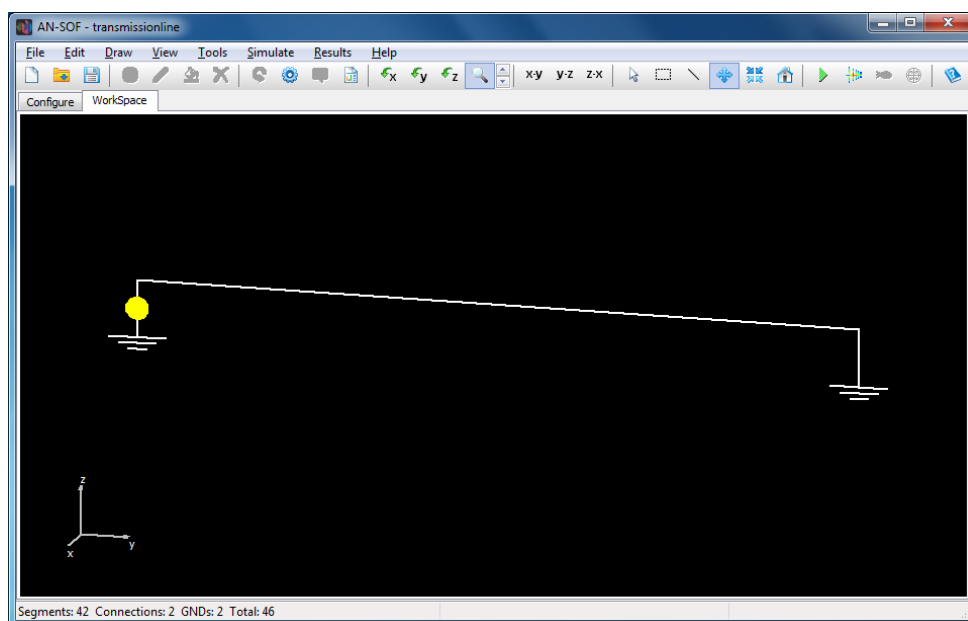 AN-SOF - transmissionline
File Edit Draw View Tools Simulate Results Help
x y z x-y y-z z-x
Configure WorkSpace
z
y
x
Segments: 42 Connections: 2 GNDs: 2 Total: 46